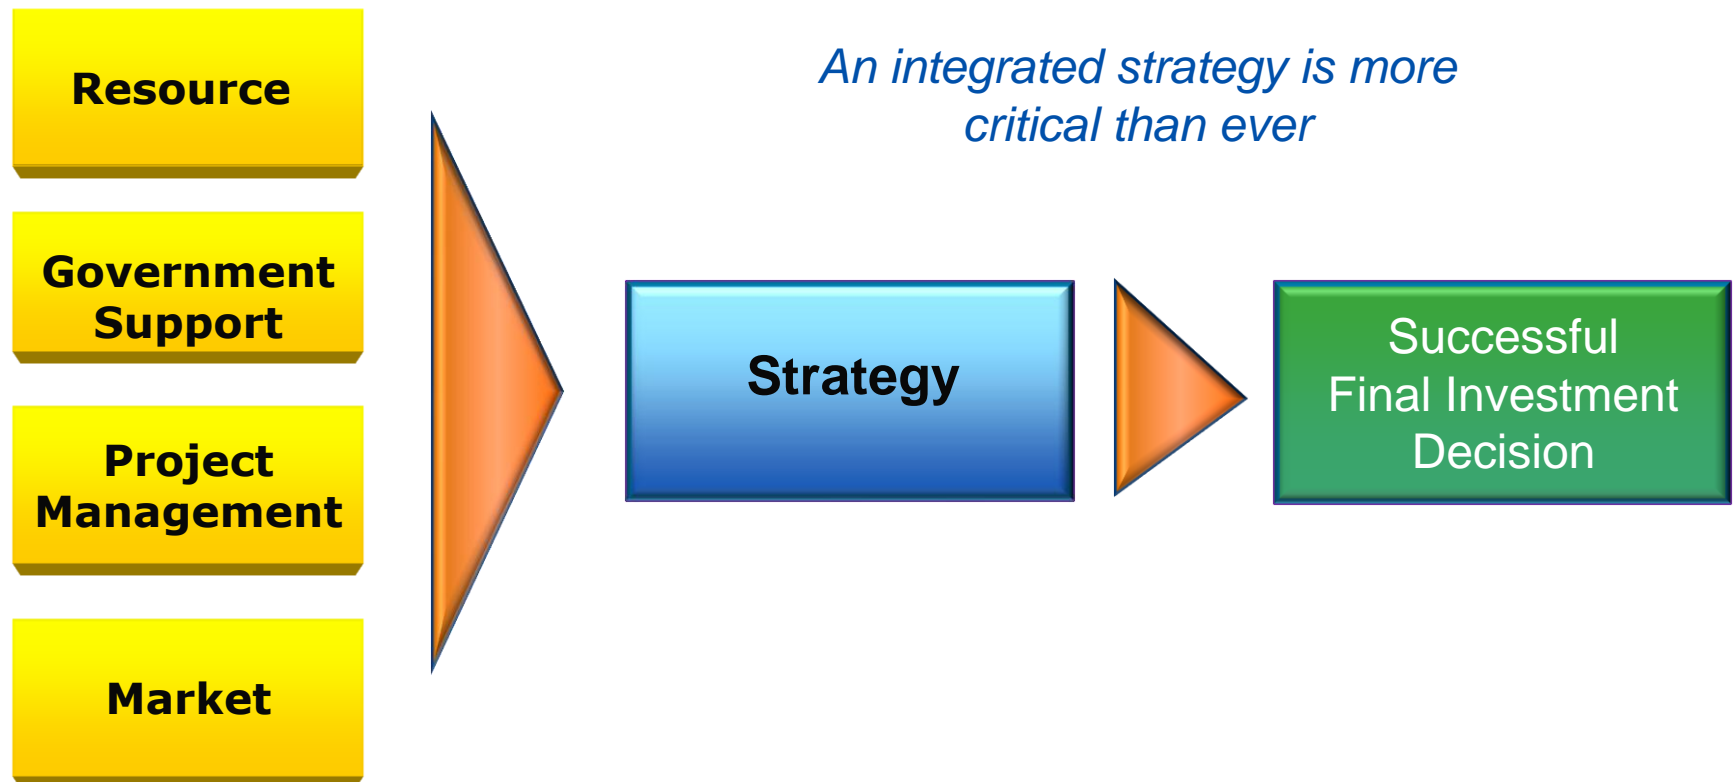 Resource
An integrated strategy is more
critical than ever
Government
Support
Strategy
Successful
Final Investment
Decision
Project
Management
Market